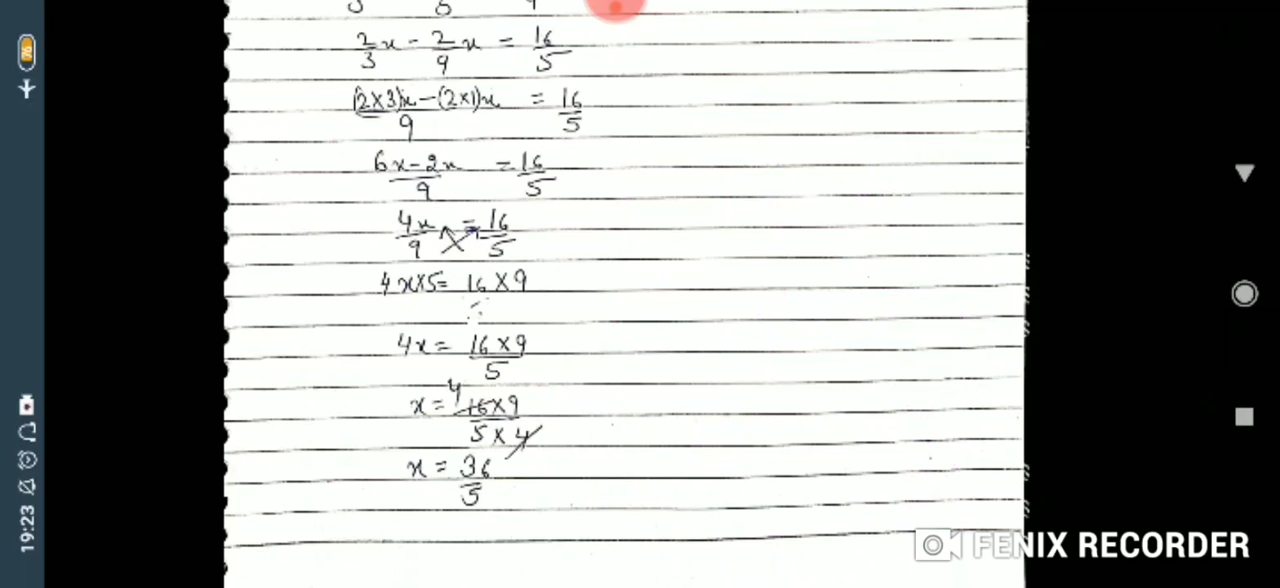 2/3 x - 2/9 x = 16/5
(2×3)x-(2×1)x/9 = 16/5
6x-2x/9 = 16/5
4x/9 = 16/5
4x×5= 16×9
4x= 16×9/5
x= 4 16×9/5×4
x = 36/5
19:23
76
FENIX RECORDER